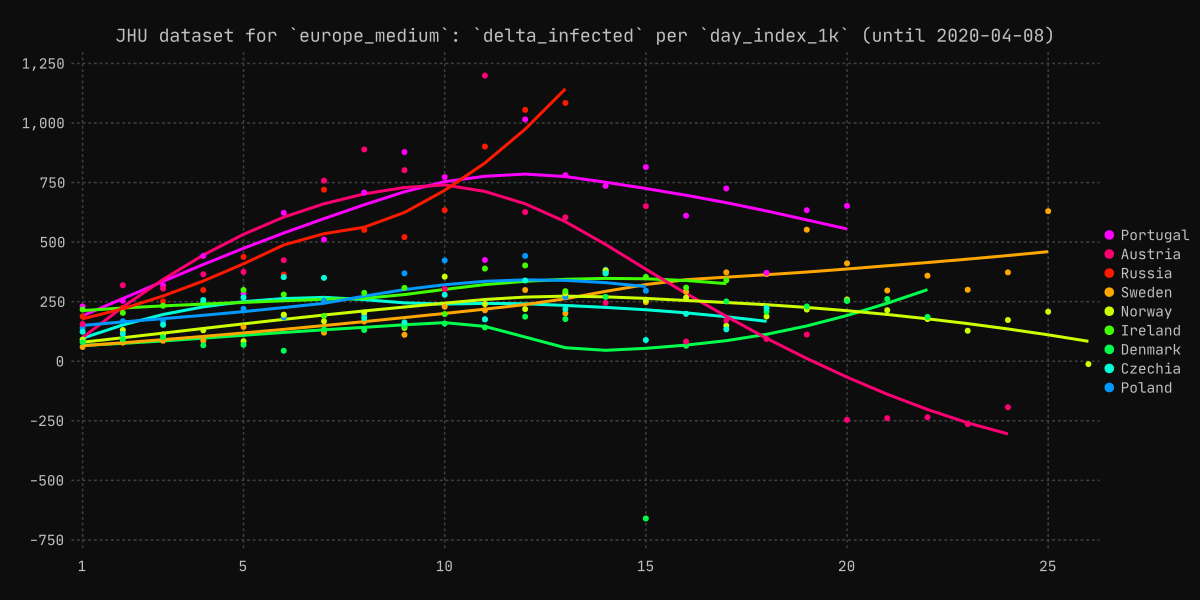 JHU dataset for `europe_medium`: `delta_infected` per `day_index_1k` (until 2020-04-08)
1,250
1,000
750
500
250
0
-250
-500
-750
1 5 10 15 20 25
Portugal
Austria
Russia
Sweden
Norway
Ireland
Denmark
Czechia
Poland